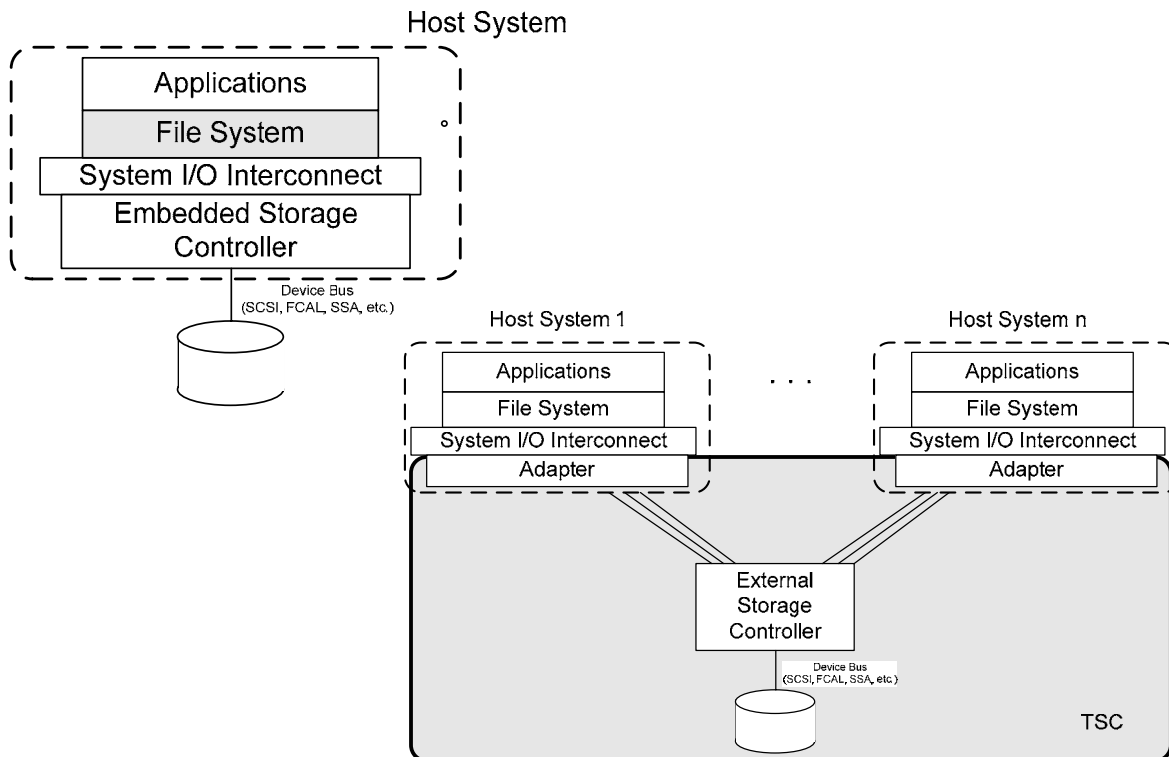 Host System
Applications
File System
System I/O Interconnect
Embedded Storage
Controller
Device Bus
(SCSI, FCAL, SSA, etc.)
Host System 1
Applications
File System
System I/O Interconnect
Adapter
. . .
Host System n
Applications
File System
System I/O Interconnect
Adapter
External
Storage
Controller
Device Bus
(SCSI, FCAL, SSA, etc.)
TSC